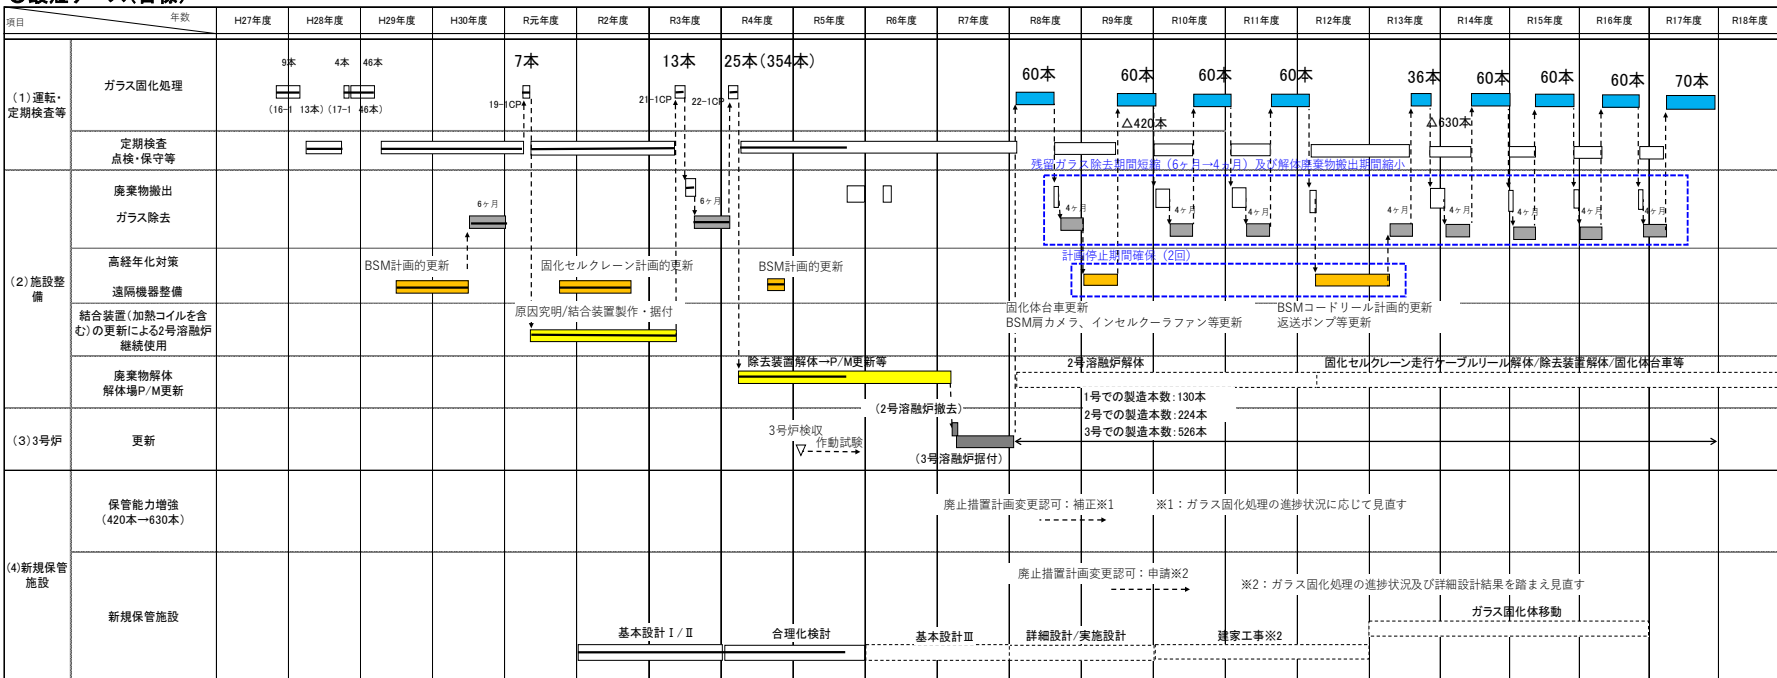 項目
年数
H27年度
H28年度
H29年度
H30年度
R元年度
R2年度
R3年度
R4年度
R5年度
R6年度
R7年度
R8年度
R9年度
R10年度
R11年度
R12年度
R13年度
R14年度
R15年度
R16年度
R17年度
R18年度
(1)運転・
定期検査等
ガラス固化処理
9本
4本
46本
(16-1 13本)
(17-1 46本)
7本
19-1CP
13本
21-1CP
25本(354本)
22-1CP
60本
60本
60本
60本
36本
60本
60本
60本
70本
△420本
△630本
定期検査
点検・保守等
残留ガラス除去期間短縮(6ヶ月→4ヶ月)及び解体廃棄物搬出期間縮小
(2)施設整
備
廃棄物搬出
ガラス除去
6ヶ月
6ヶ月
4ヶ月
4ヶ月
4ヶ月
4ヶ月
4ヶ月
4ヶ月
4ヶ月
4ヶ月
高経年化対策
遠隔機器整備
BSM計画的更新
固化セルクレーン計画的更新
BSM計画的更新
計画停止期間確保(2回)
結合装置(加熱コイルを含
む)の更新による2号溶融炉
継続使用
原因究明/結合装置製作・据付
固化体台車更新
BSM肩カメラ、インセルクーラファン等更新
BSMコードリール計画的更新
返送ポンプ等更新
廃棄物解体
解体場P/M更新
除去装置解体→P/M更新等
2号溶融炉解体
固化セルクレーン走行ケーブルリール解体/除去装置解体/固化体台車等
(2号溶融炉撤去)
1号での製造本数:130本
2号での製造本数:224本
3号での製造本数:526本
(3)3号炉
更新
3号炉検収
▽
作動試験
(3号溶融炉据付)
(4)新規保管
施設
保管能力増強
(420本→630本)
廃止措置計画変更認可:補正※1
※1:ガラス固化処理の進捗状況に応じて見直す
新規保管施設
廃止措置計画変更認可:申請※2
※2:ガラス固化処理の進捗状況及び詳細設計結果を踏まえ見直す
基本設計Ⅰ/Ⅱ
合理化検討
基本設計Ⅲ
詳細設計/実施設計
建家工事※2
ガラス固化体移動